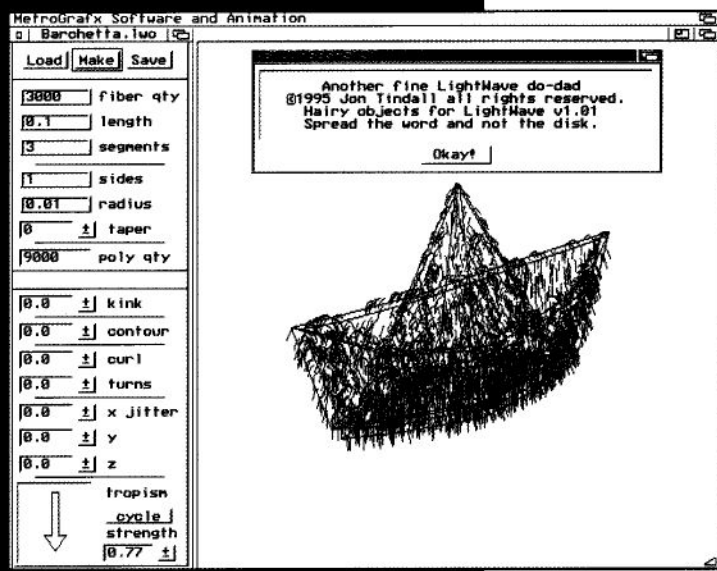 MetroGrafx Software and Animation
Barchetta.lwo
Load Make Save
3000 fiber qty
0.1 length
3 segments
1 sides
0.01 radius
0 ± taper
9000 poly qty
0.0 ± kink
0.0 ± contour
0.0 ± curl
0.0 ± turns
0.0 ± x jitter
0.0 ± y
0.0 ± z
tropism
cycle
strength
0.77 ±
Another fine LightWave do-dad
©1995 Jon Tindall all rights reserved.
Hairy objects for LightWave v1.01
Spread the word and not the disk.
Okay!